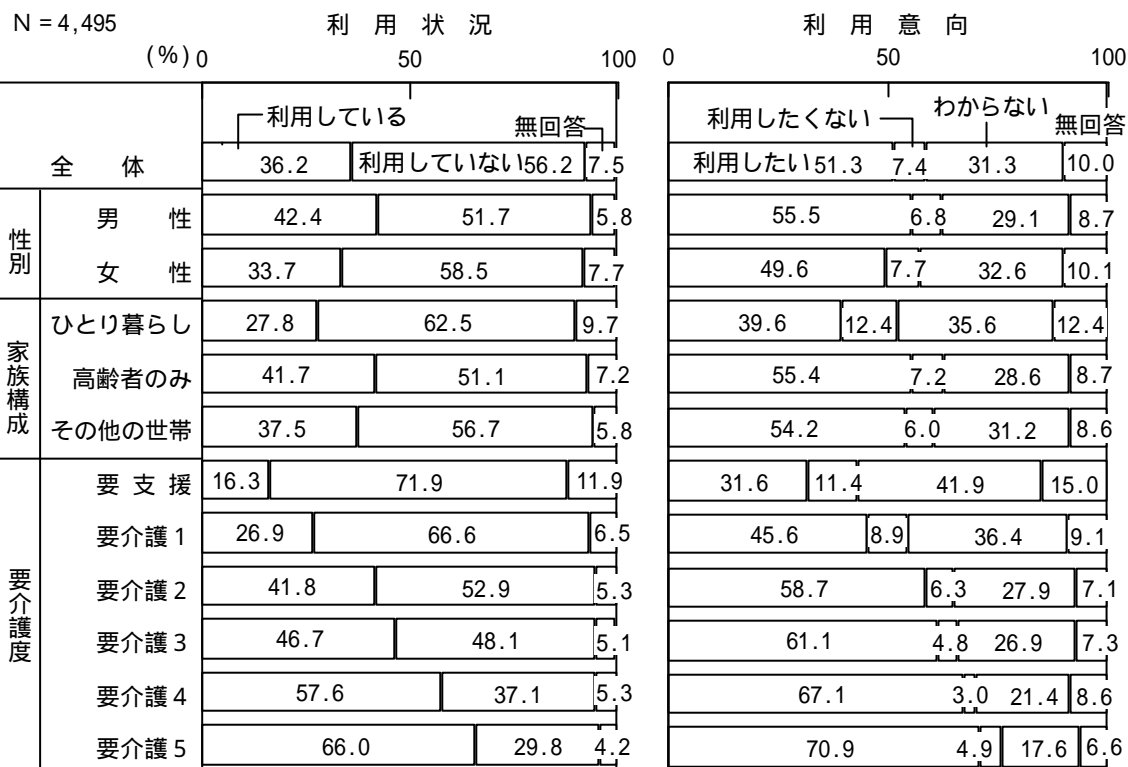 N = 4,495 利用状況 利用意向
(%) 0 50 100 0 50 100
利用している 無回答 利用したくない わからない 無回答
全体 36.2 利用していない56.2 7.5 利用したい51.3 7.4 31.3 10.0
性別
男性 42.4 51.7 5.8 55.5 6.8 29.1 8.7
女性 33.7 58.5 7.7 49.6 7.7 32.6 10.1
家族構成
ひとり暮らし 27.8 62.5 9.7 39.6 12.4 35.6 12.4
高齢者のみ 41.7 51.1 7.2 55.4 7.2 28.6 8.7
その他の世帯 37.5 56.7 5.8 54.2 6.0 31.2 8.6
要介護度
要支援 16.3 71.9 11.9 31.6 11.4 41.9 15.0
要介護1 26.9 66.6 6.5 45.6 8.9 36.4 9.1
要介護2 41.8 52.9 5.3 58.7 6.3 27.9 7.1
要介護3 46.7 48.1 5.1 61.1 4.8 26.9 7.3
要介護4 57.6 37.1 5.3 67.1 3.0 21.4 8.6
要介護5 66.0 29.8 4.2 70.9 4.9 17.6 6.6